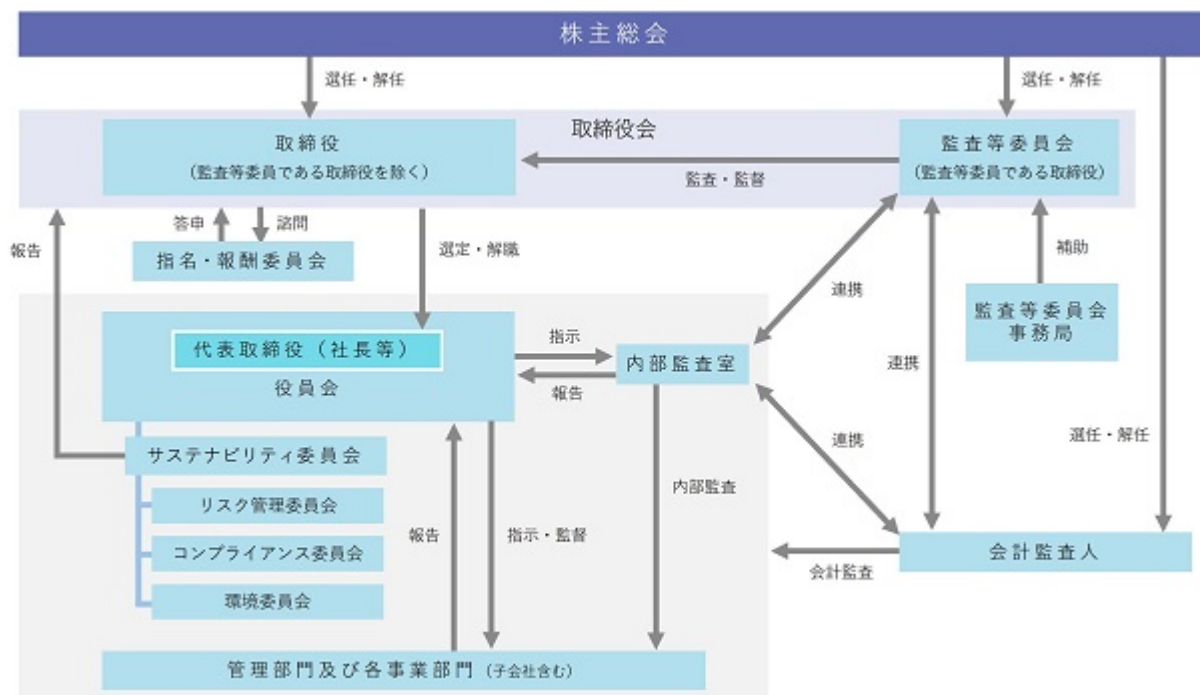 株主総会
選任・解任
選任・解任
取締役会
取締役
(監査等委員である取締役を除く)
監査等委員会
(監査等委員である取締役)
監査・監督
報告
答申
諮問
選定・解職
補助
指名・報酬委員会
連携
監査等委員会
事務局
代表取締役(社長等)
役員会
指示
報告
内部監査室
連携
選任・解任
サステナビリティ委員会
連携
リスク管理委員会
内部監査
コンプライアンス委員会
報告
指示・監督
会計監査
会計監査人
環境委員会
管理部門及び各事業部門(子会社含む)